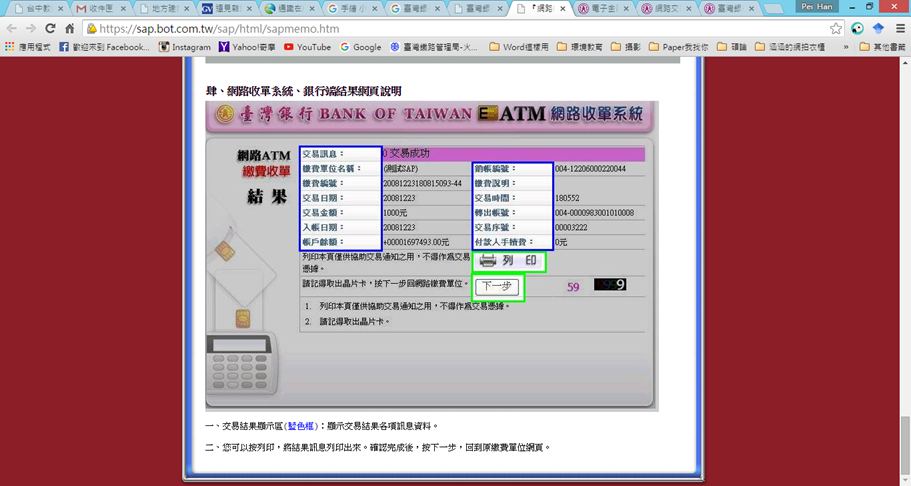 台中教
收件匣
地方稅
遠見雜
手繪 小
臺灣銀
臺灣銀
『網路
電子金
網路交
臺灣銀
Pei Han
https://sap.bot.com.tw/sap/html/sapmemo.htm
應用程式 歡迎來到 Facebook... Instagram Yahoo!奇摩 YouTube Google 臺灣鐵路管理局-火... Word這樣用 環境教育 攝影 Paper我找你 碩論 涵涵的網拍衣櫃 » 其他書籤
肆、網路收單系統、銀行端結果網頁說明
臺灣銀行 BANK OF TAIWAN EATM 網路收單系統
網路ATM
繳費收單
結 果
交易訊息： 0 交易成功
繳費單位名稱： (測試SAP) 銷帳編號： 004-12206000220044
繳費編號： 20081223180815093-44 繳費說明：
交易日期： 20081223 交易時間： 180552
交易金額： 1000元 轉出帳號： 004-0000983001010008
入帳日期： 20081223 交易序號： 00003222
帳戶餘額： +00001697493.00元 付款人手續費： 0元
列印本頁僅供協助交易通知之用，不得作為交易
憑據。
列 印
請記得取出晶片卡，按下一步回網路繳費單位。 下一步 59 9
1. 列印本頁僅供協助交易通知之用，不得作為交易憑據。
2. 請記得取出晶片卡。
一、交易結果顯示區(藍色框)：顯示交易結果各項訊息資料。
二、您可以按列印，將結果訊息列印出來。確認完成後，按下一步，回到原繳費單位網頁。